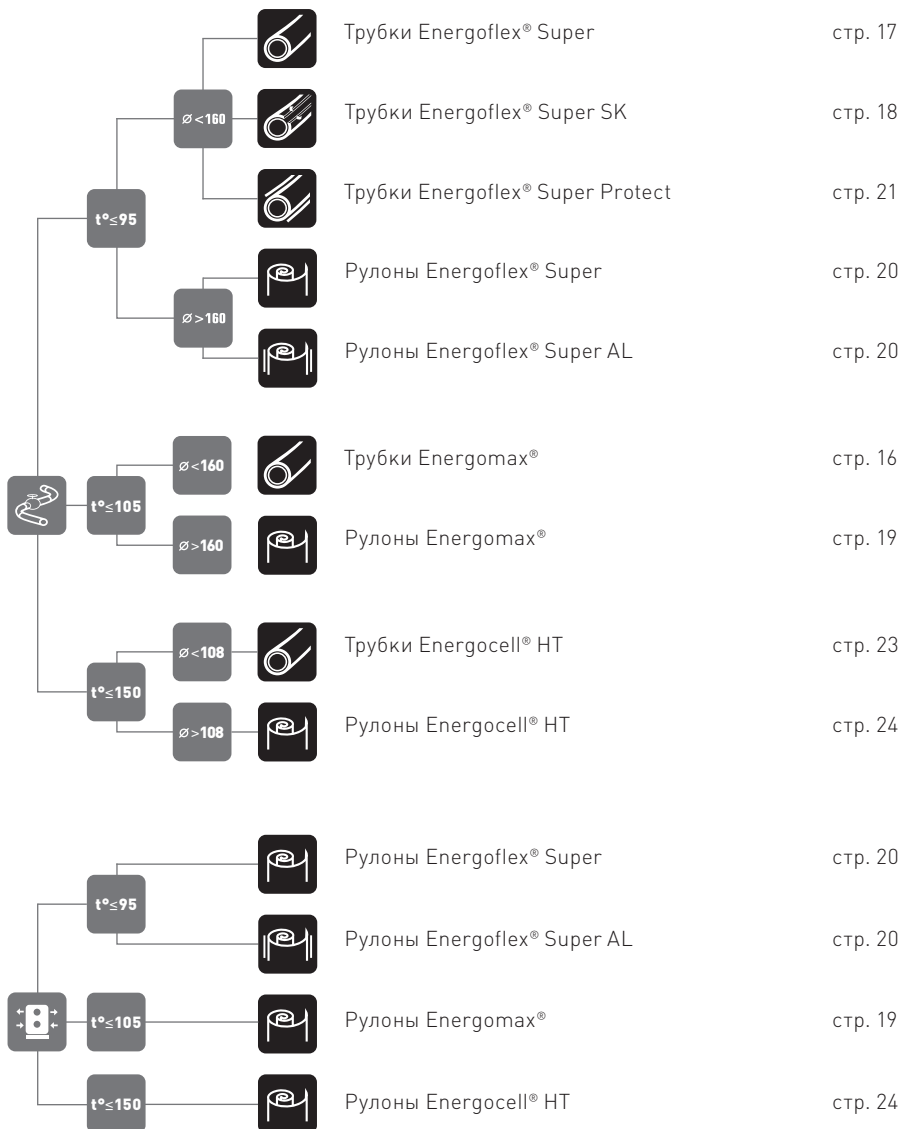 Трубки Energoflex® Super стр. 17
ø<160 Трубки Energoflex® Super SK стр. 18
Трубки Energoflex® Super Protect стр. 21
t°≤95
Рулоны Energoflex® Super стр. 20
ø>160
Рулоны Energoflex® Super AL стр. 20
ø<160 Трубки Energomax® стр. 16
t°≤105
ø>160 Рулоны Energomax® стр. 19
ø<108 Трубки Energocell® HT стр. 23
t°≤150
ø>108 Рулоны Energocell® HT стр. 24
Рулоны Energoflex® Super стр. 20
t°≤95
Рулоны Energoflex® Super AL стр. 20
t°≤105 Рулоны Energomax® стр. 19
t°≤150 Рулоны Energocell® HT стр. 24